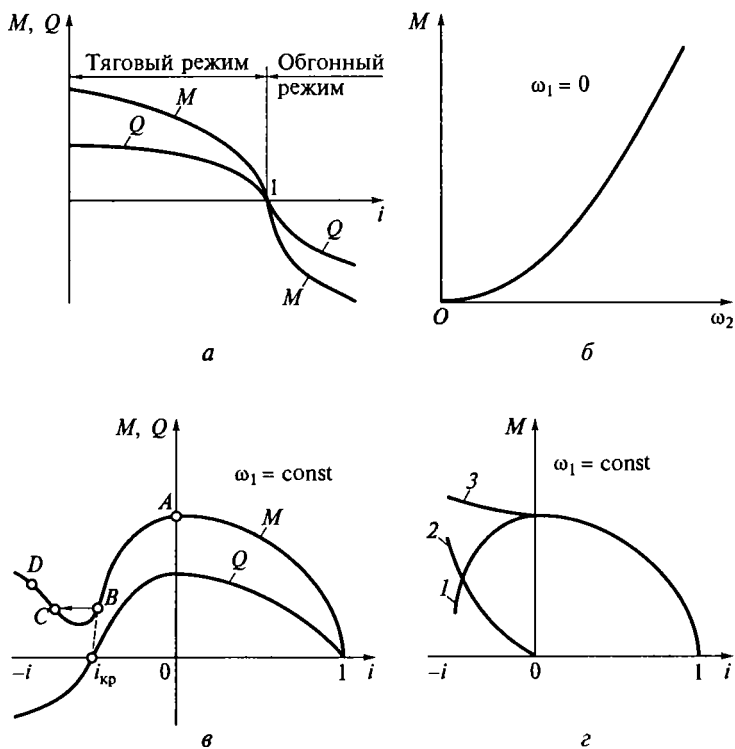 M, Q
Тяговый режим
Обгонный режим
M
Q
1
i
Q
M
а
M
ω₁ = 0
O
ω₂
б
M, Q
ω₁ = const
A
M
Q
D
C
B
−i
iкр
0
1
i
в
M
ω₁ = const
3
2
1
−i
0
1
i
г